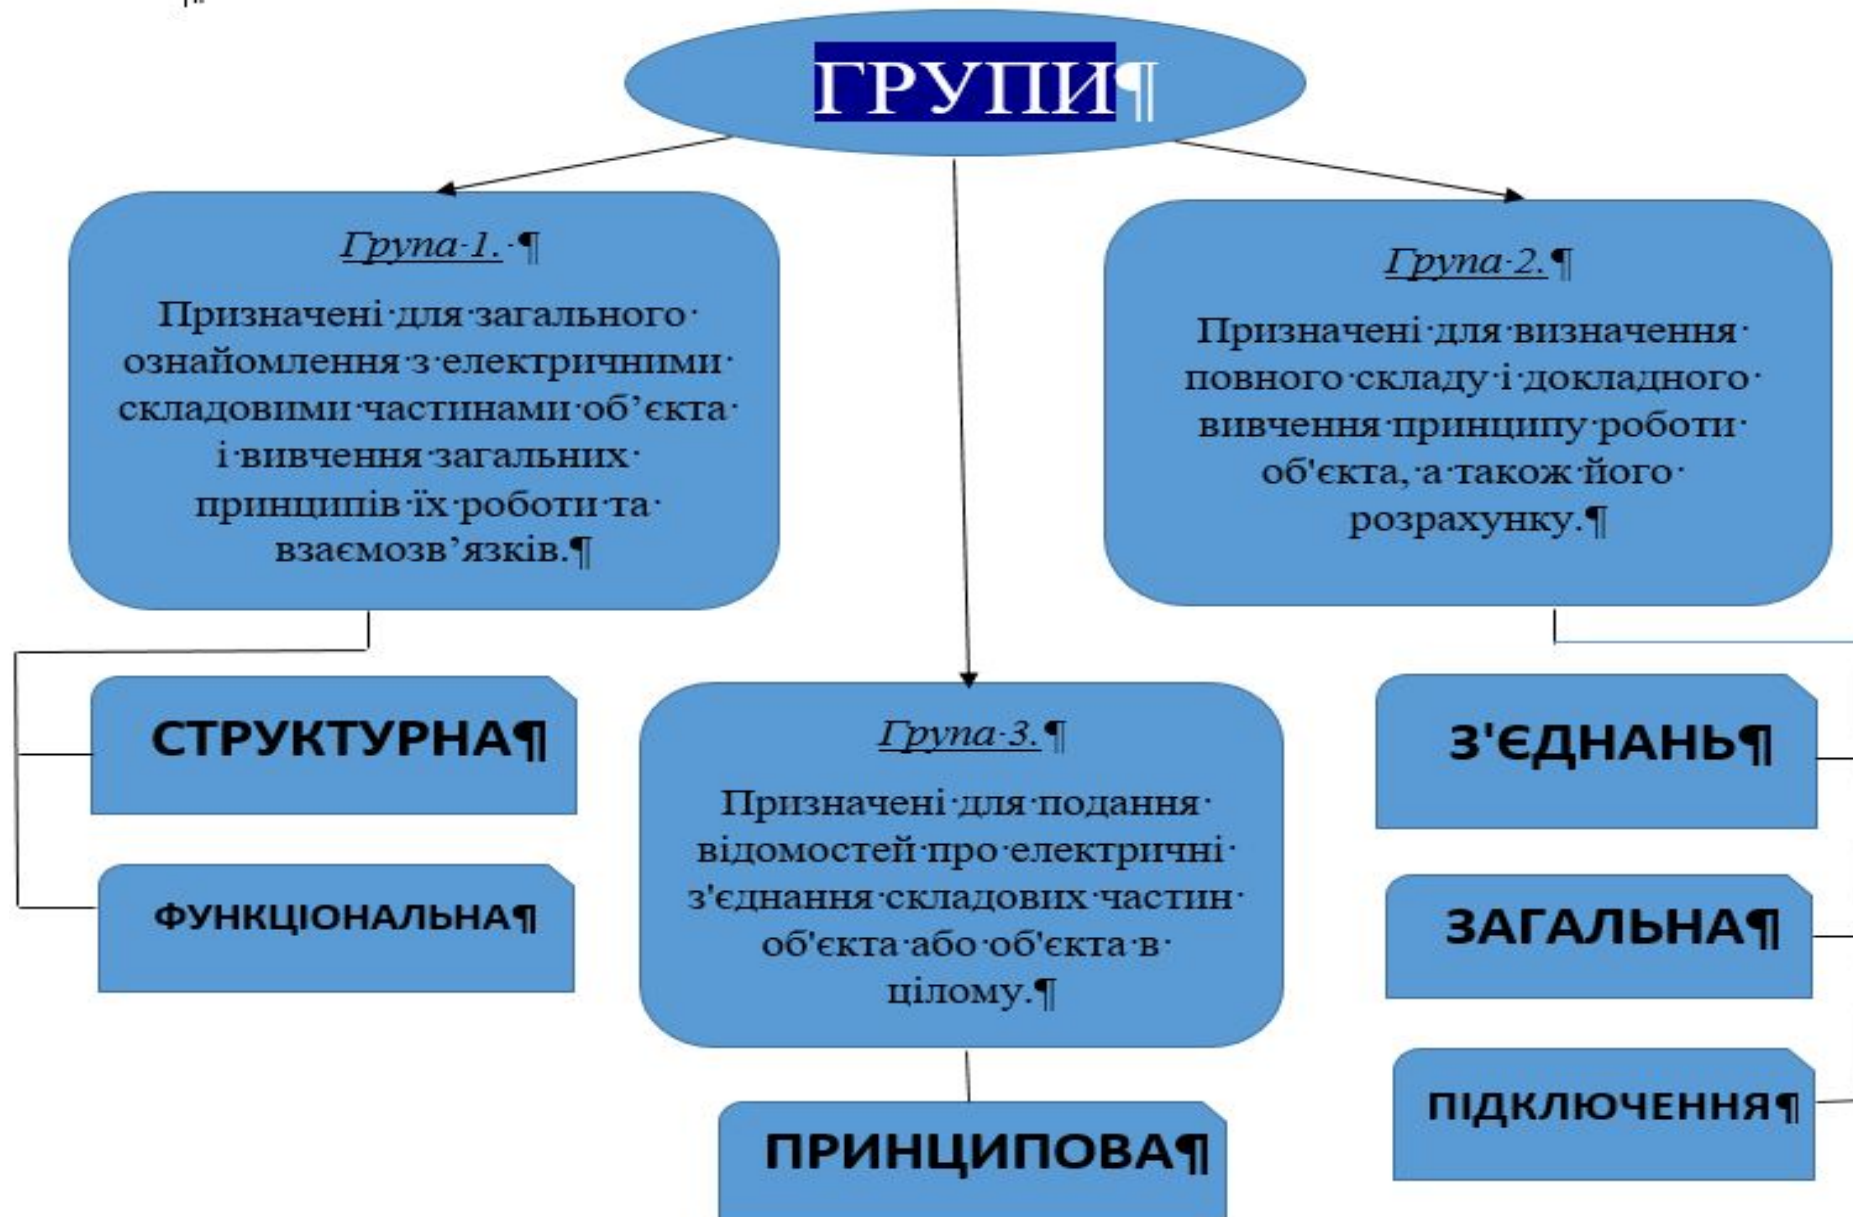 ГРУПИ¶
Група·1.·¶
Призначені·для·загального·
ознайомлення·з·електричними·
складовими·частинами·об’єкта·
і·вивчення·загальних·
принципів·їх·роботи·та·
взаємозв’язків.¶
СТРУКТУРНА¶
ФУНКЦІОНАЛЬНА¶
Група·3.¶
Призначені·для·подання·
відомостей·про·електричні·
з'єднання·складових·частин·
об'єкта·або·об'єкта·в·
цілому.¶
ПРИНЦИПОВА¶
Група·2.¶
Призначені·для·визначення·
повного·складу·і·докладного·
вивчення·принципу·роботи·
об'єкта,·а·також·його·
розрахунку.¶
З'ЄДНАНЬ¶
ЗАГАЛЬНА¶
ПІДКЛЮЧЕННЯ¶